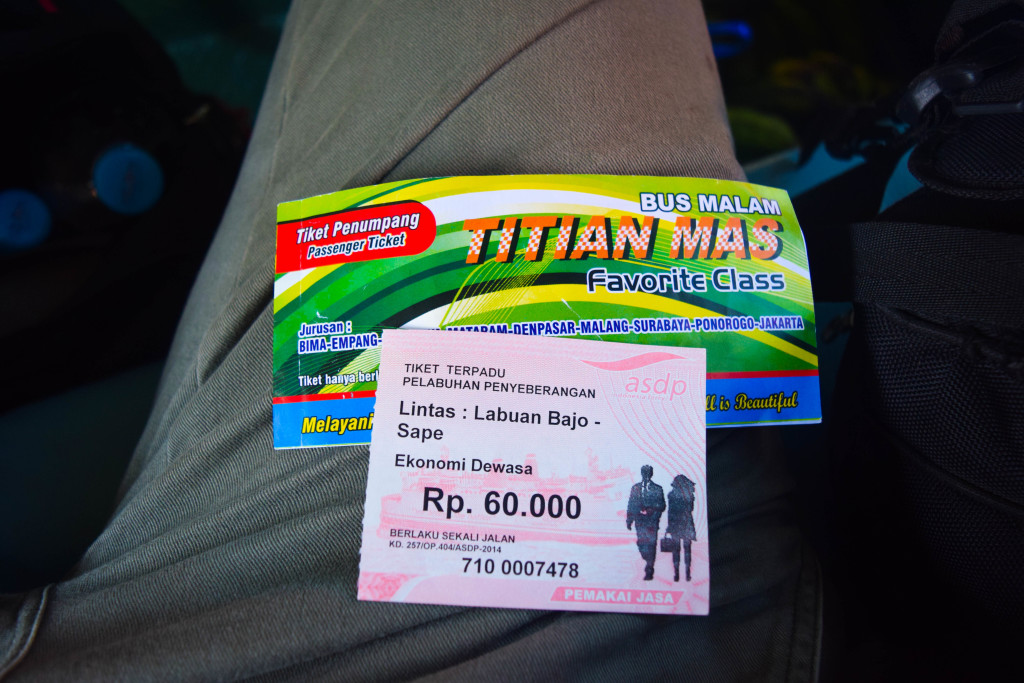 BUS MALAM
Tiket Penumpang
Passenger Ticket
TITIAN MAS
Favorite Class
Jurusan :
BIMA-EMPANG- MATARAM-DENPASAR-MALANG-SURABAYA-PONOROGO-JAKARTA
Tiket hanya
Melayani
is Beautiful
TIKET TERPADU
PELABUHAN PENYEBERANGAN
asdp
Lintas : Labuan Bajo -
Sape
Ekonomi Dewasa
Rp. 60.000
BERLAKU SEKALI JALAN
KD. 257/OP.404/ASDP-2014
710 0007478
PEMAKAI JASA